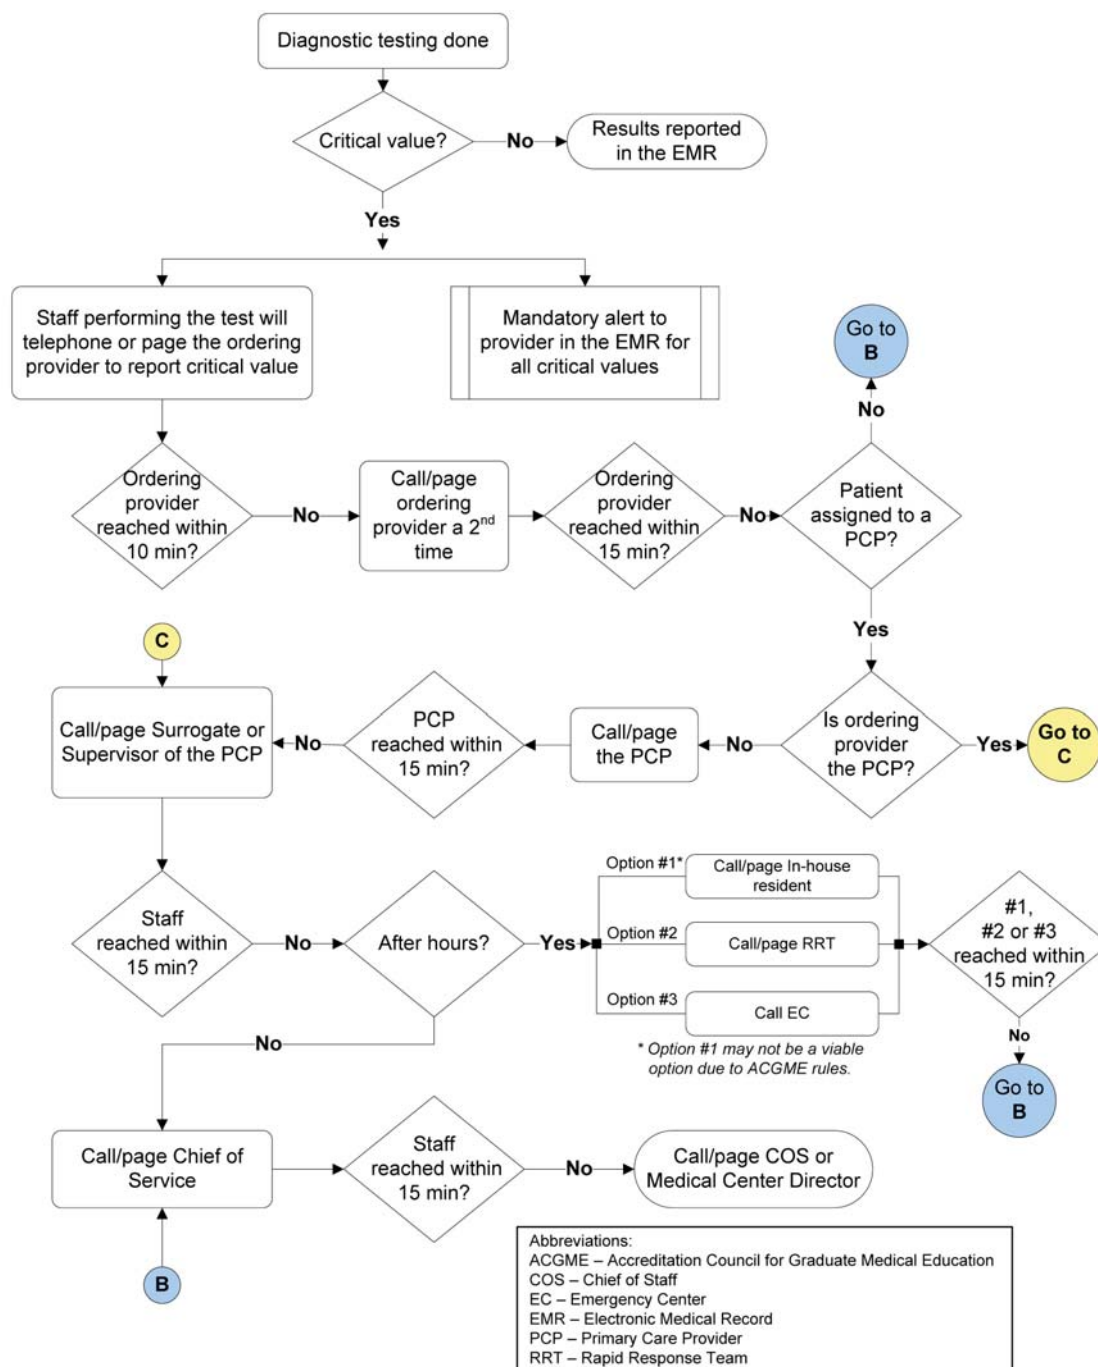 Diagnostic testing done
Critical value?
No
Results reported
in the EMR
Yes
Staff performing the test will
telephone or page the ordering
provider to report critical value
Mandatory alert to
provider in the EMR for
all critical values
Go to
B
No
Ordering
provider
reached within
10 min?
No
Call/page
ordering
provider a 2nd
time
Ordering
provider
reached within
15 min?
No
Patient
assigned to a
PCP?
Yes
C
Call/page Surrogate or
Supervisor of the PCP
No
PCP
reached within
15 min?
Call/page
the PCP
No
Is ordering
provider
the PCP?
Yes
Go to
C
Staff
reached within
15 min?
No
After hours?
Yes
Option #1*
Call/page In-house
resident
Option #2
Call/page RRT
Option #3
Call EC
* Option #1 may not be a viable
option due to ACGME rules.
#1,
#2 or #3
reached within
15 min?
No
Go to
B
No
Call/page Chief of
Service
Staff
reached within
15 min?
No
Call/page COS or
Medical Center Director
B
Abbreviations:
ACGME – Accreditation Council for Graduate Medical Education
COS – Chief of Staff
EC – Emergency Center
EMR – Electronic Medical Record
PCP – Primary Care Provider
RRT – Rapid Response Team